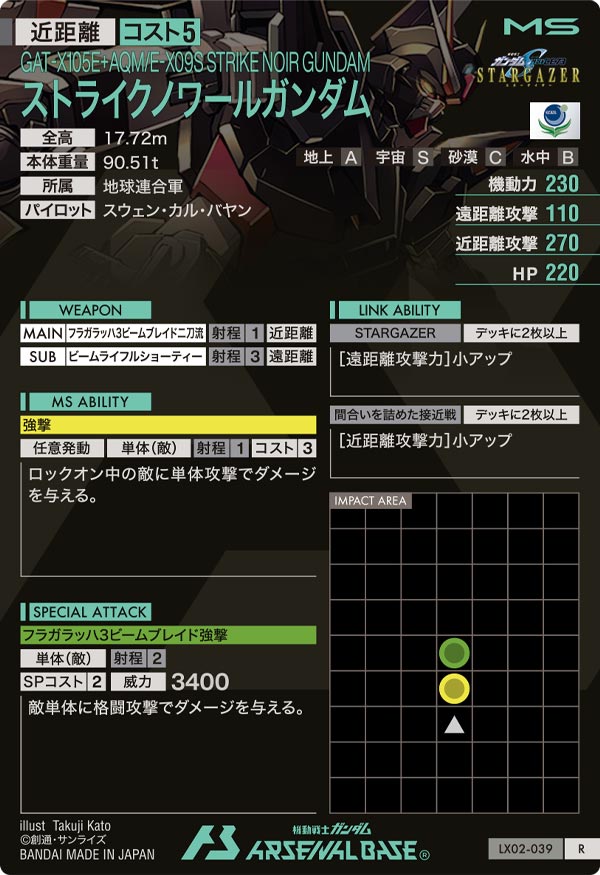 近距離 コスト5 MS
GAT-X105E+AQM/E-X09S STRIKE NOIR GUNDAM
ストライクノワールガンダム
STARGAZER
全高 17.72m
本体重量 90.51t
所属 地球連合軍
パイロット スウェン・カル・バヤン
地上 A 宇宙 S 砂漠 C 水中 B
機動力 230
遠距離攻撃 110
近距離攻撃 270
HP 220
WEAPON
MAIN フラガラッハ3ビームブレイド二刀流 射程 1 近距離
SUB ビームライフルショーティー 射程 3 遠距離
MS ABILITY
強撃
任意発動 単体(敵) 射程 1 コスト 3
ロックオン中の敵に単体攻撃でダメージ
を与える。
SPECIAL ATTACK
フラガラッハ3ビームブレイド強撃
単体(敵) 射程 2
SPコスト 2 威力 3400
敵単体に格闘攻撃でダメージを与える。
LINK ABILITY
STARGAZER デッキに2枚以上
[遠距離攻撃力]小アップ
間合いを詰めた接近戦 デッキに2枚以上
[近距離攻撃力]小アップ
IMPACT AREA
illust Takuji Kato
©創通・サンライズ
BANDAI MADE IN JAPAN
機動戦士ガンダム
ARSENAL BASE®
LX02-039 R